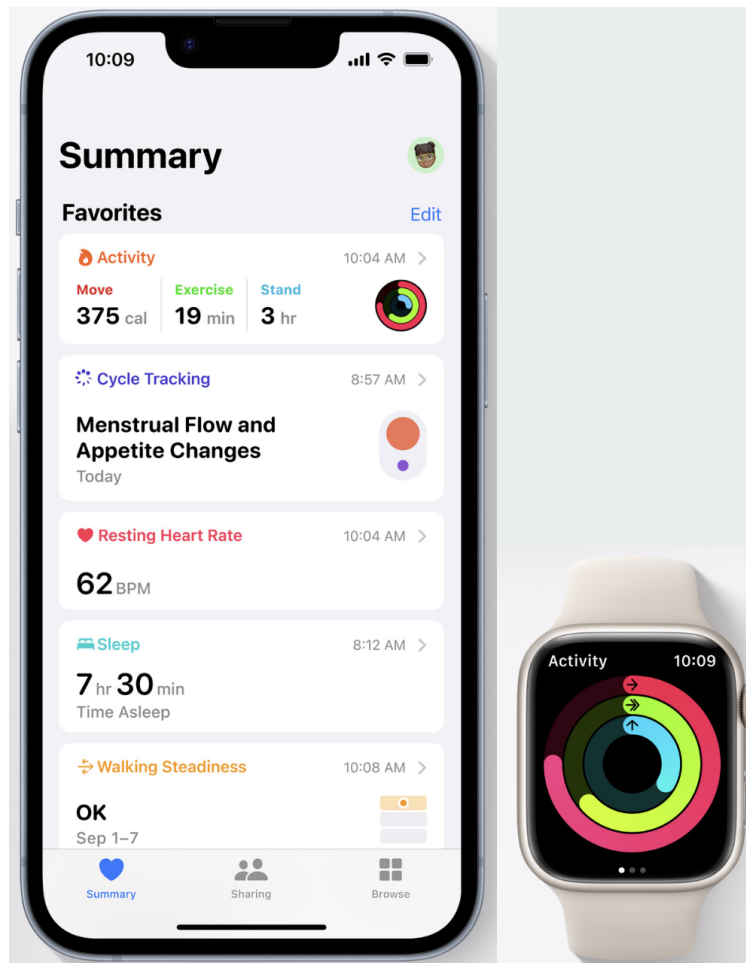 10:09
Summary
Favorites
Edit
Activity
10:04 AM
Move
Exercise
Stand
375 cal
19 min
3 hr
Cycle Tracking
8:57 AM
Menstrual Flow and
Appetite Changes
Today
Resting Heart Rate
10:04 AM
62 BPM
Sleep
8:12 AM
7 hr 30 min
Time Asleep
Walking Steadiness
10:08 AM
OK
Sep 1–7
Summary
Sharing
Browse
Activity
10:09